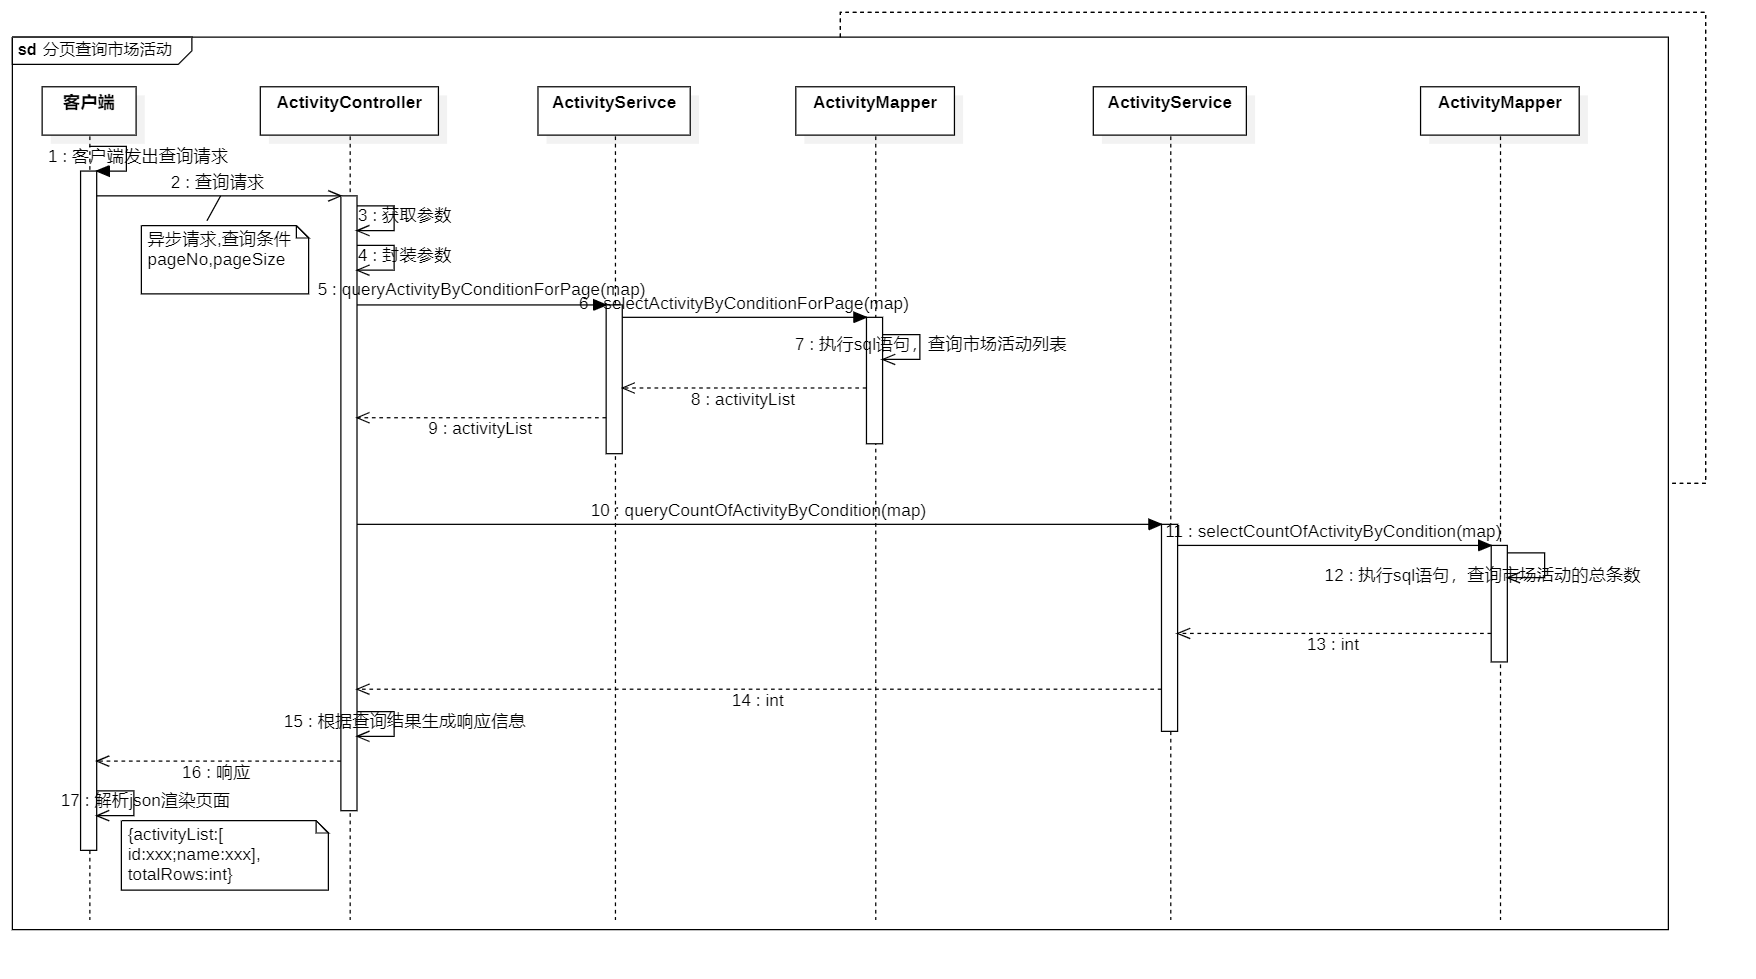 sd 分页查询市场活动
客户端
ActivityController
ActivitySerivce
ActivityMapper
ActivityService
ActivityMapper
1 : 客户端发出查询请求
2 : 查询请求
异步请求,查询条件
pageNo,pageSize
3 : 获取参数
4 : 封装参数
5 : queryActivityByConditionForPage(map)
6 : selectActivityByConditionForPage(map)
7 : 执行sql语句，查询市场活动列表
8 : activityList
9 : activityList
10 : queryCountOfActivityByCondition(map)
11 : selectCountOfActivityByCondition(map)
12 : 执行sql语句，查询市场活动的总条数
13 : int
14 : int
15 : 根据查询结果生成响应信息
16 : 响应
17 : 解析json渲染页面
{activityList:[
id:xxx;name:xxx],
totalRows:int}